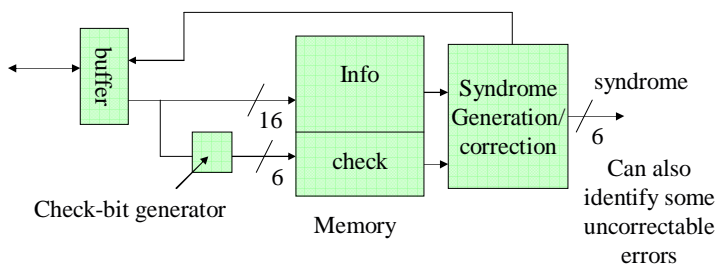 buffer
Info
16
check
6
Check-bit generator
Memory
Syndrome
Generation/
correction
syndrome
6
Can also
identify some
uncorrectable
errors